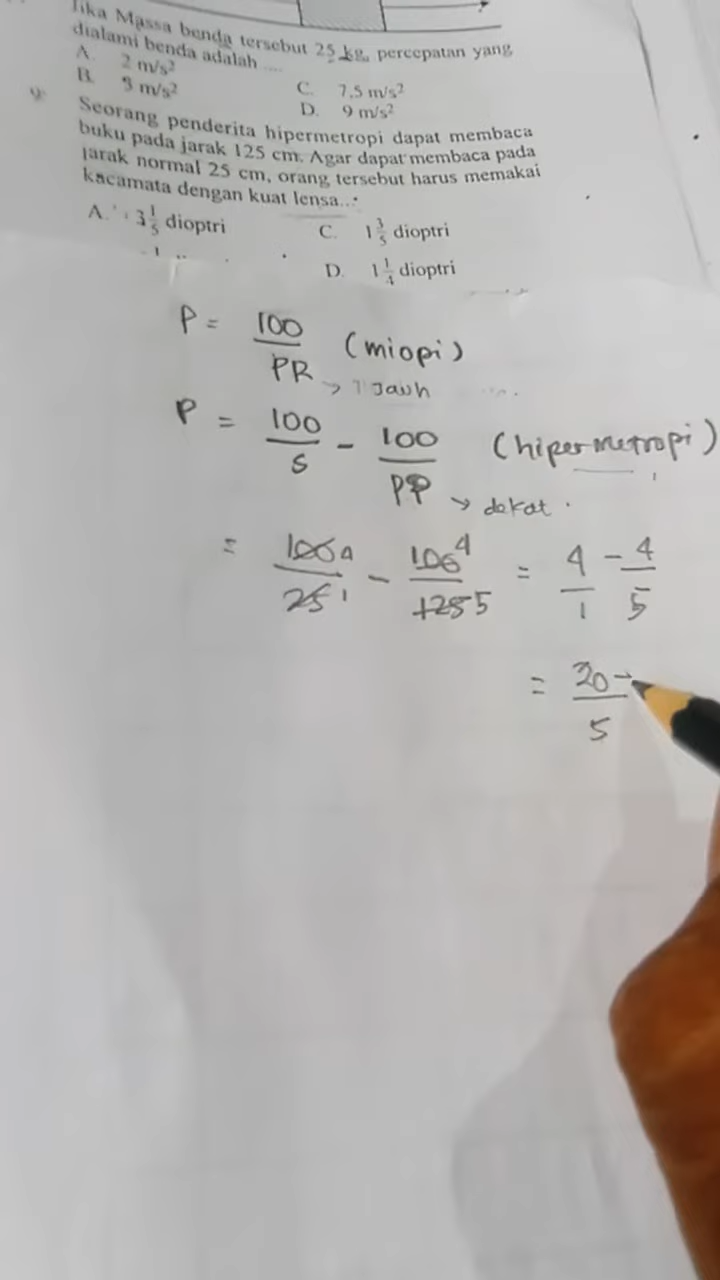 Jika Massa benda tersebut 25 kg, percepatan yang
dialami benda adalah ....
A. 2 m/s²
B. 3 m/s²
C. 7,5 m/s²
D. 9 m/s²
9.
Seorang penderita hipermetropi dapat membaca
buku pada jarak 125 cm. Agar dapat membaca pada
jarak normal 25 cm, orang tersebut harus memakai
kacamata dengan kuat lensa...
A. 3 1/5 dioptri
C. 1 3/5 dioptri
D. 1 1/4 dioptri
P = 100/PR (miopi)
→ Jauh
P = 100/s - 100/PP (hipermetropi)
→ dekat
= 100 4/25 1 - 100 4/125 5 = 4/1 - 4/5
= 20 -/5